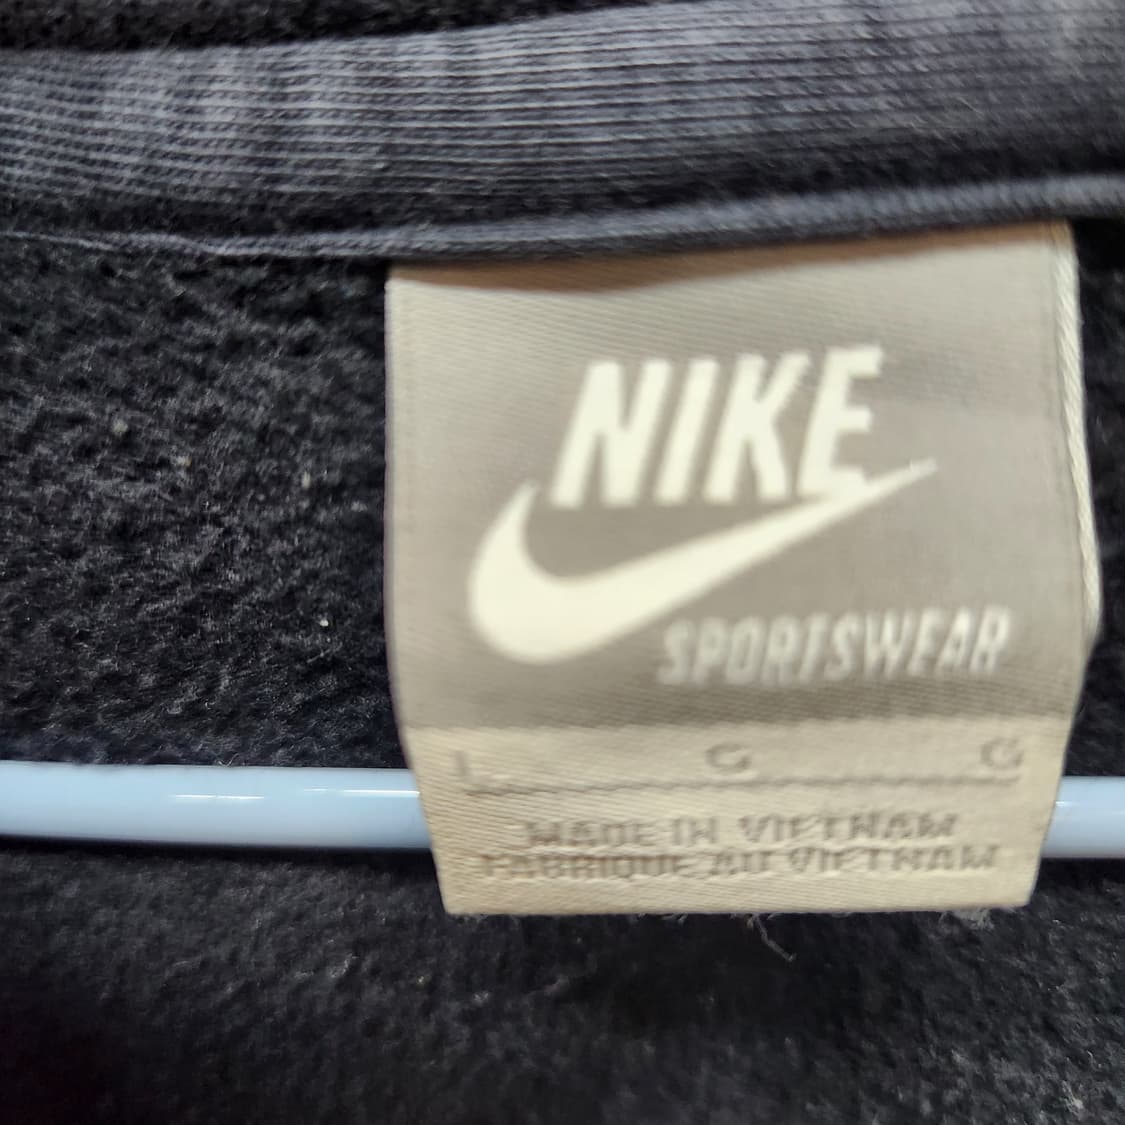 NIKE
SPORTSWEAR
L G G
MADE IN VIETNAM
FABRIQUE AU VIETNAM